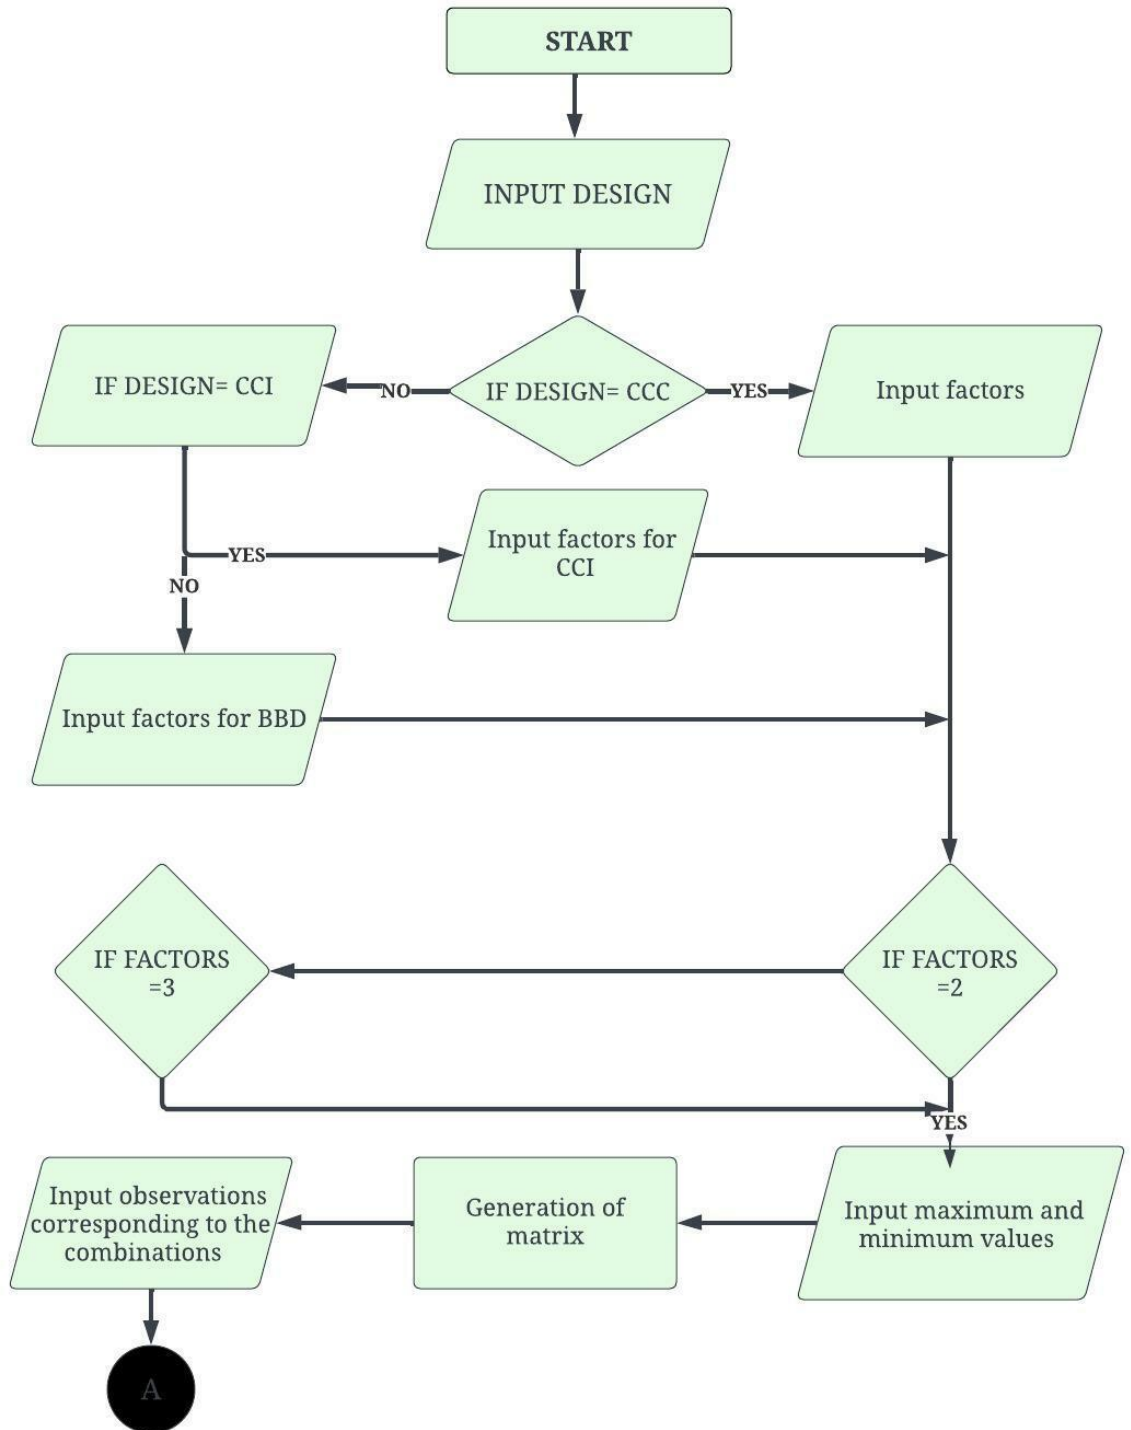 START
INPUT DESIGN
IF DESIGN= CCI
NO
IF DESIGN= CCC
YES
Input factors
Input factors for
CCI
YES
NO
Input factors for BBD
IF FACTORS
=3
IF FACTORS
=2
YES
Input observations
corresponding to the
combinations
Generation of
matrix
Input maximum and
minimum values
A